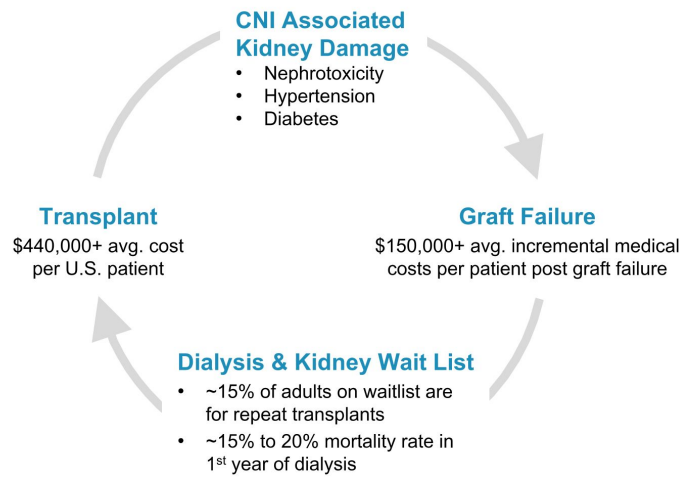 CNI Associated
Kidney Damage
• Nephrotoxicity
• Hypertension
• Diabetes
Transplant
$440,000+ avg. cost
per U.S. patient
Graft Failure
$150,000+ avg. incremental medical
costs per patient post graft failure
Dialysis & Kidney Wait List
• ~15% of adults on waitlist are
for repeat transplants
• ~15% to 20% mortality rate in
1st year of dialysis